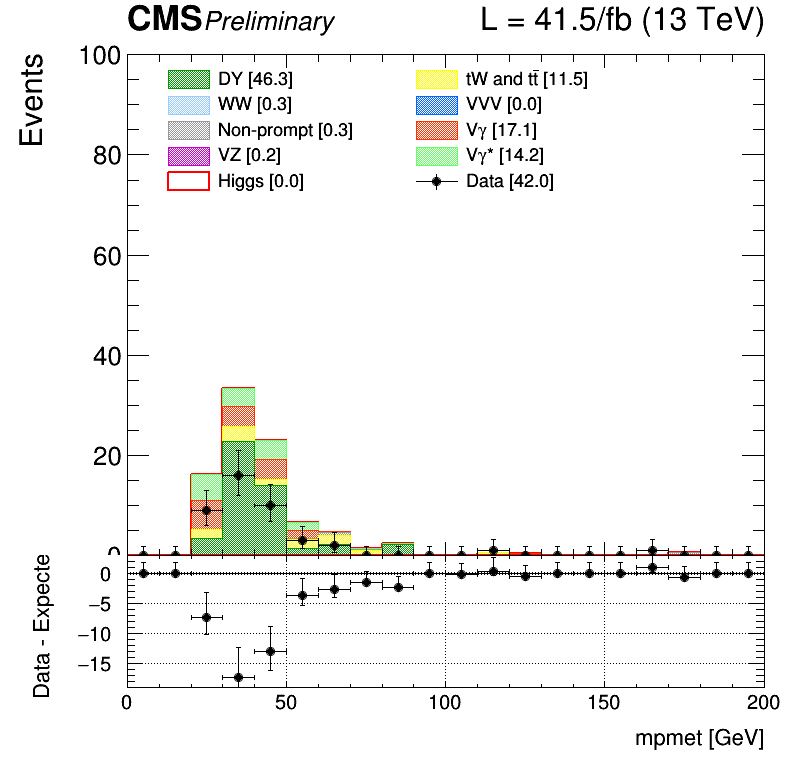 CMS Preliminary L = 41.5/fb (13 TeV)
Events
100
80
60
40
20
0
DY [46.3]
WW [0.3]
Non-prompt [0.3]
VZ [0.2]
Higgs [0.0]
tW and tt̄ [11.5]
VVV [0.0]
Vγ [17.1]
Vγ* [14.2]
Data [42.0]
Data - Expecte
0
−5
−10
−15
0 50 100 150 200
mpmet [GeV]